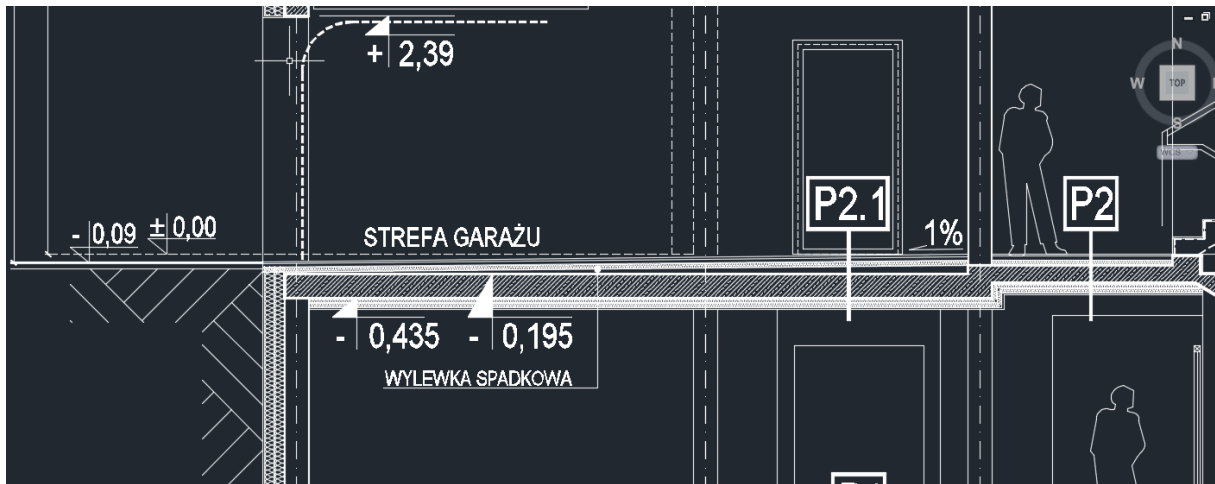 N
W
TOP
S
WCS
+ 2,39
P2.1
P2
- 0,09
± 0,00
STREFA GARAŻU
1%
- 0,435
- 0,195
WYLEWKA SPADKOWA